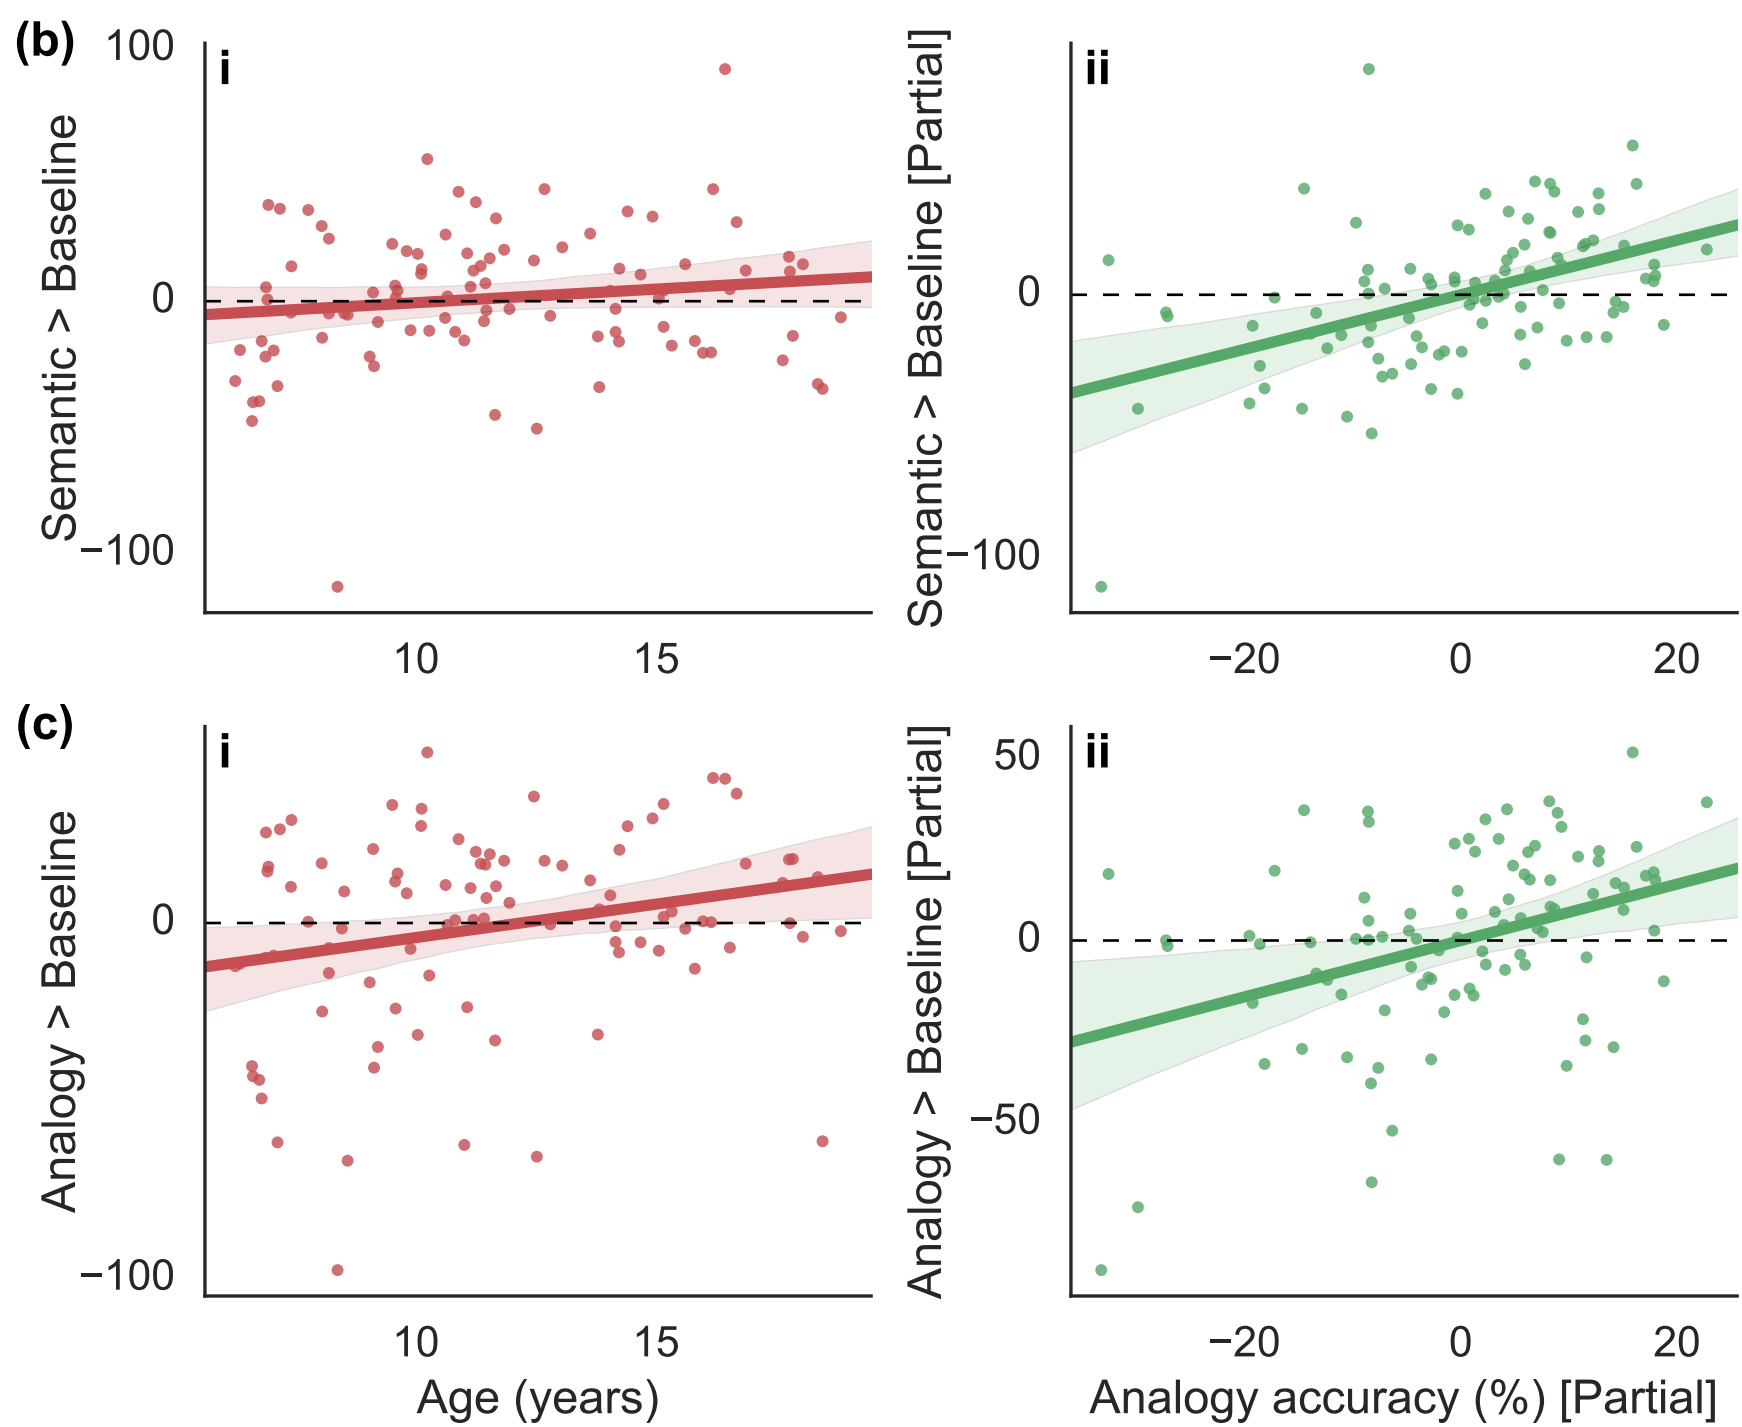 (b)
i
100
0
−100
Semantic > Baseline
10
15
ii
0
−100
Semantic > Baseline [Partial]
−20
0
20
(c)
i
0
−100
Analogy > Baseline
10
15
Age (years)
ii
50
0
−50
Analogy > Baseline [Partial]
−20
0
20
Analogy accuracy (%) [Partial]